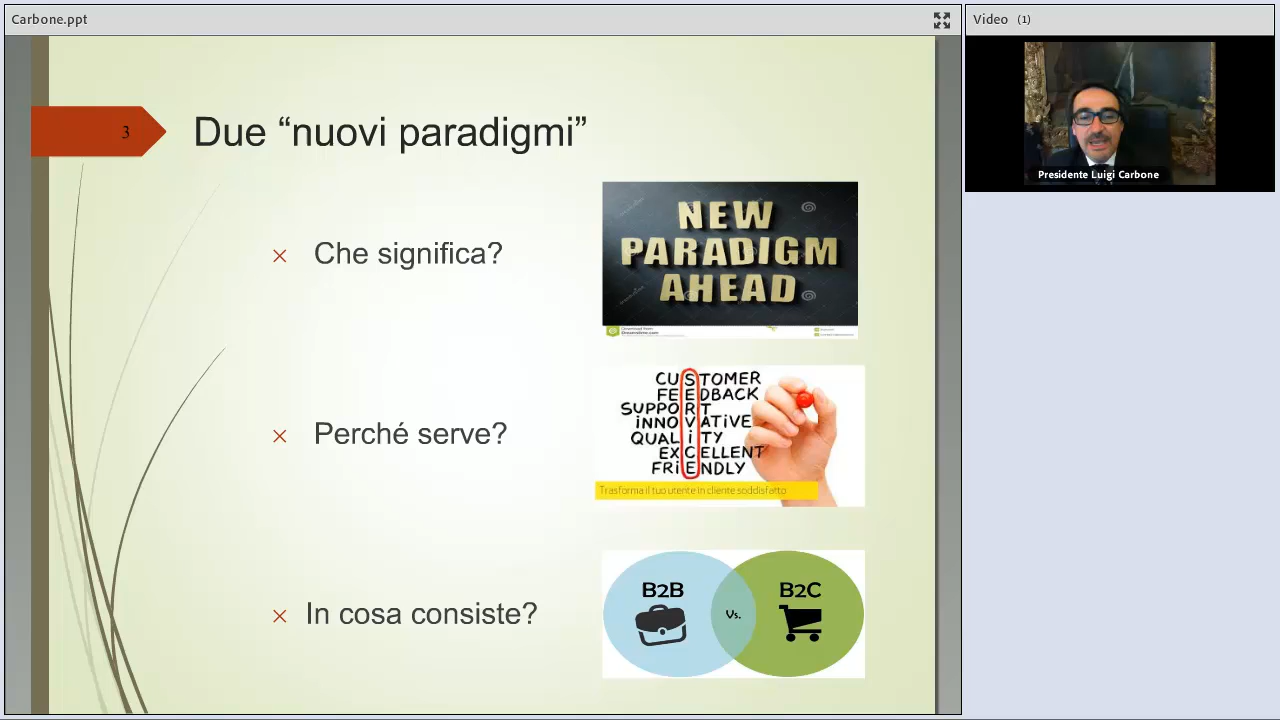 Carbone.ppt
Video (1)
Presidente Luigi Carbone
3
Due “nuovi paradigmi”
Che significa?
NEW
PARADIGM
AHEAD
Perché serve?
CUSTOMER
FEEDBACK
SUPPORT
INNOVATIVE
QUALITY
EXCELLENT
FRIENDLY
Trasforma il tuo utente in cliente soddisfatto
In cosa consiste?
B2B
Vs.
B2C